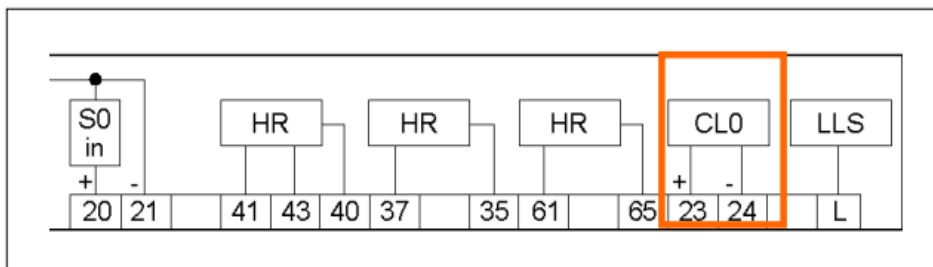 S0 HR HR HR CL0 LLS
in
+ - + -
20 21 41 43 40 37 35 61 65 23 24 L